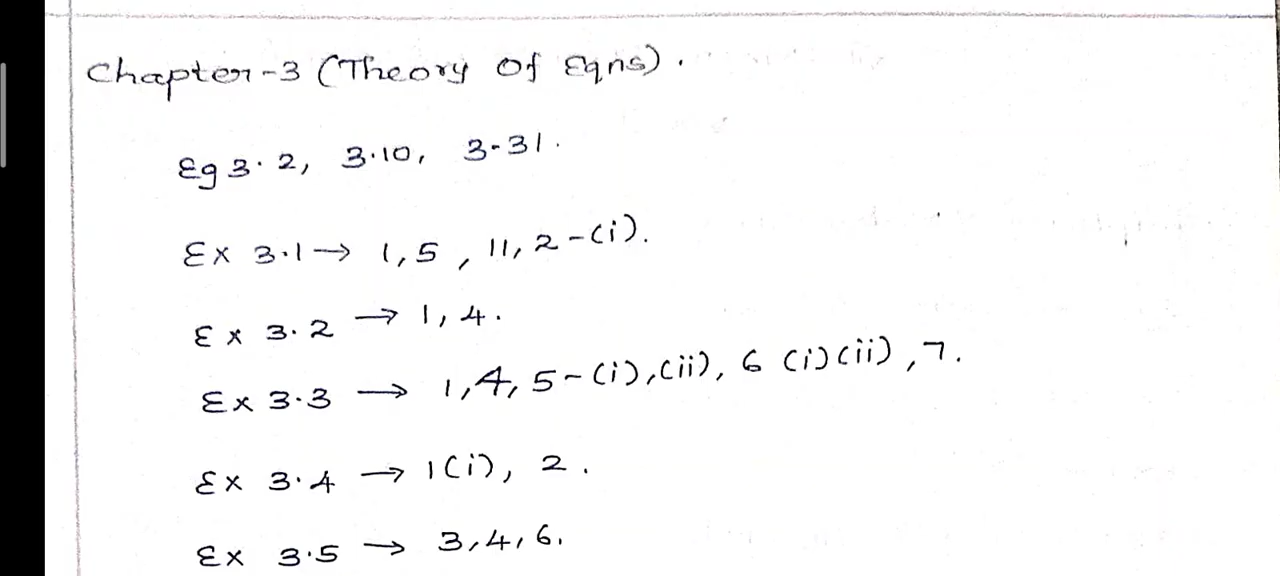 Chapter-3 (Theory Of Eqns).
Eg 3.2, 3.10, 3.31.
Ex 3.1 → 1, 5, 11, 2-(i).
Ex 3.2 → 1, 4.
Ex 3.3 → 1, 4, 5-(i),(ii), 6 (i)(ii), 7.
Ex 3.4 → 1(i), 2.
Ex 3.5 → 3, 4, 6.